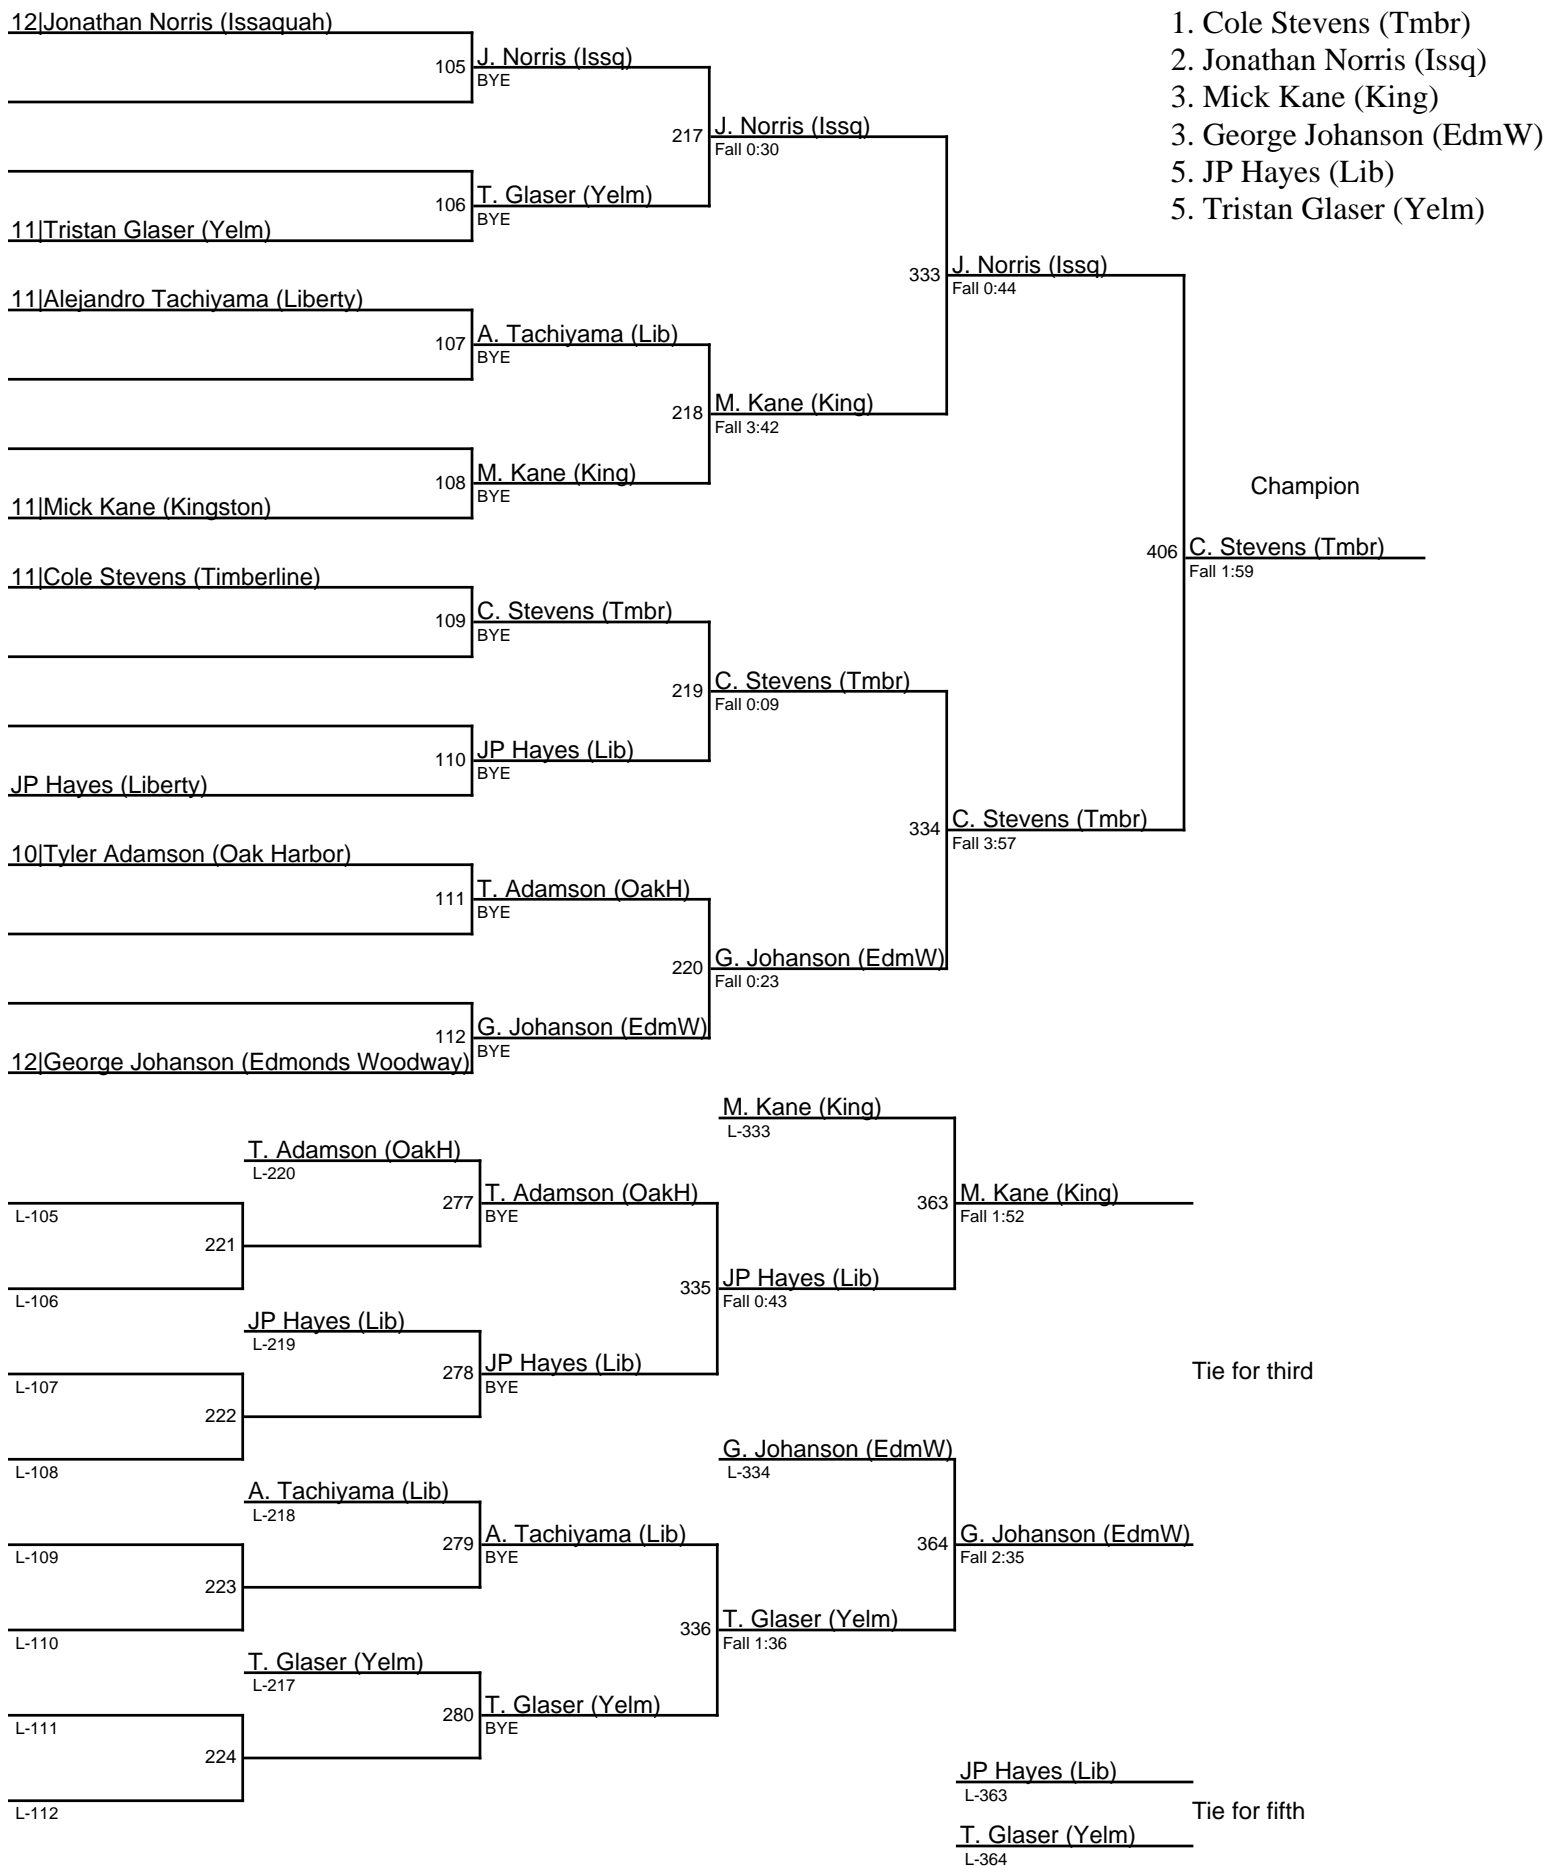 12|Jonathan Norris (Issaquah)
105
J. Norris (Issq)
BYE
106
T. Glaser (Yelm)
BYE
11|Tristan Glaser (Yelm)
217
J. Norris (Issq)
Fall 0:30
11|Alejandro Tachiyama (Liberty)
107
A. Tachiyama (Lib)
BYE
108
M. Kane (King)
BYE
11|Mick Kane (Kingston)
218
M. Kane (King)
Fall 3:42
333
J. Norris (Issq)
Fall 0:44
11|Cole Stevens (Timberline)
109
C. Stevens (Tmbr)
BYE
110
JP Hayes (Lib)
BYE
JP Hayes (Liberty)
219
C. Stevens (Tmbr)
Fall 0:09
10|Tyler Adamson (Oak Harbor)
111
T. Adamson (OakH)
BYE
112
G. Johanson (EdmW)
BYE
12|George Johanson (Edmonds Woodway)
220
G. Johanson (EdmW)
Fall 0:23
334
C. Stevens (Tmbr)
Fall 3:57
Champion
406
C. Stevens (Tmbr)
Fall 1:59
1. Cole Stevens (Tmbr)
2. Jonathan Norris (Issq)
3. Mick Kane (King)
3. George Johanson (EdmW)
5. JP Hayes (Lib)
5. Tristan Glaser (Yelm)
L-105
221
L-106
T. Adamson (OakH)
L-220
277
T. Adamson (OakH)
BYE
L-107
222
L-108
JP Hayes (Lib)
L-219
278
JP Hayes (Lib)
BYE
335
JP Hayes (Lib)
Fall 0:43
M. Kane (King)
L-333
363
M. Kane (King)
Fall 1:52
Tie for third
L-109
223
L-110
A. Tachiyama (Lib)
L-218
279
A. Tachiyama (Lib)
BYE
L-111
224
L-112
T. Glaser (Yelm)
L-217
280
T. Glaser (Yelm)
BYE
336
T. Glaser (Yelm)
Fall 1:36
G. Johanson (EdmW)
L-334
364
G. Johanson (EdmW)
Fall 2:35
JP Hayes (Lib)
L-363
Tie for fifth
T. Glaser (Yelm)
L-364